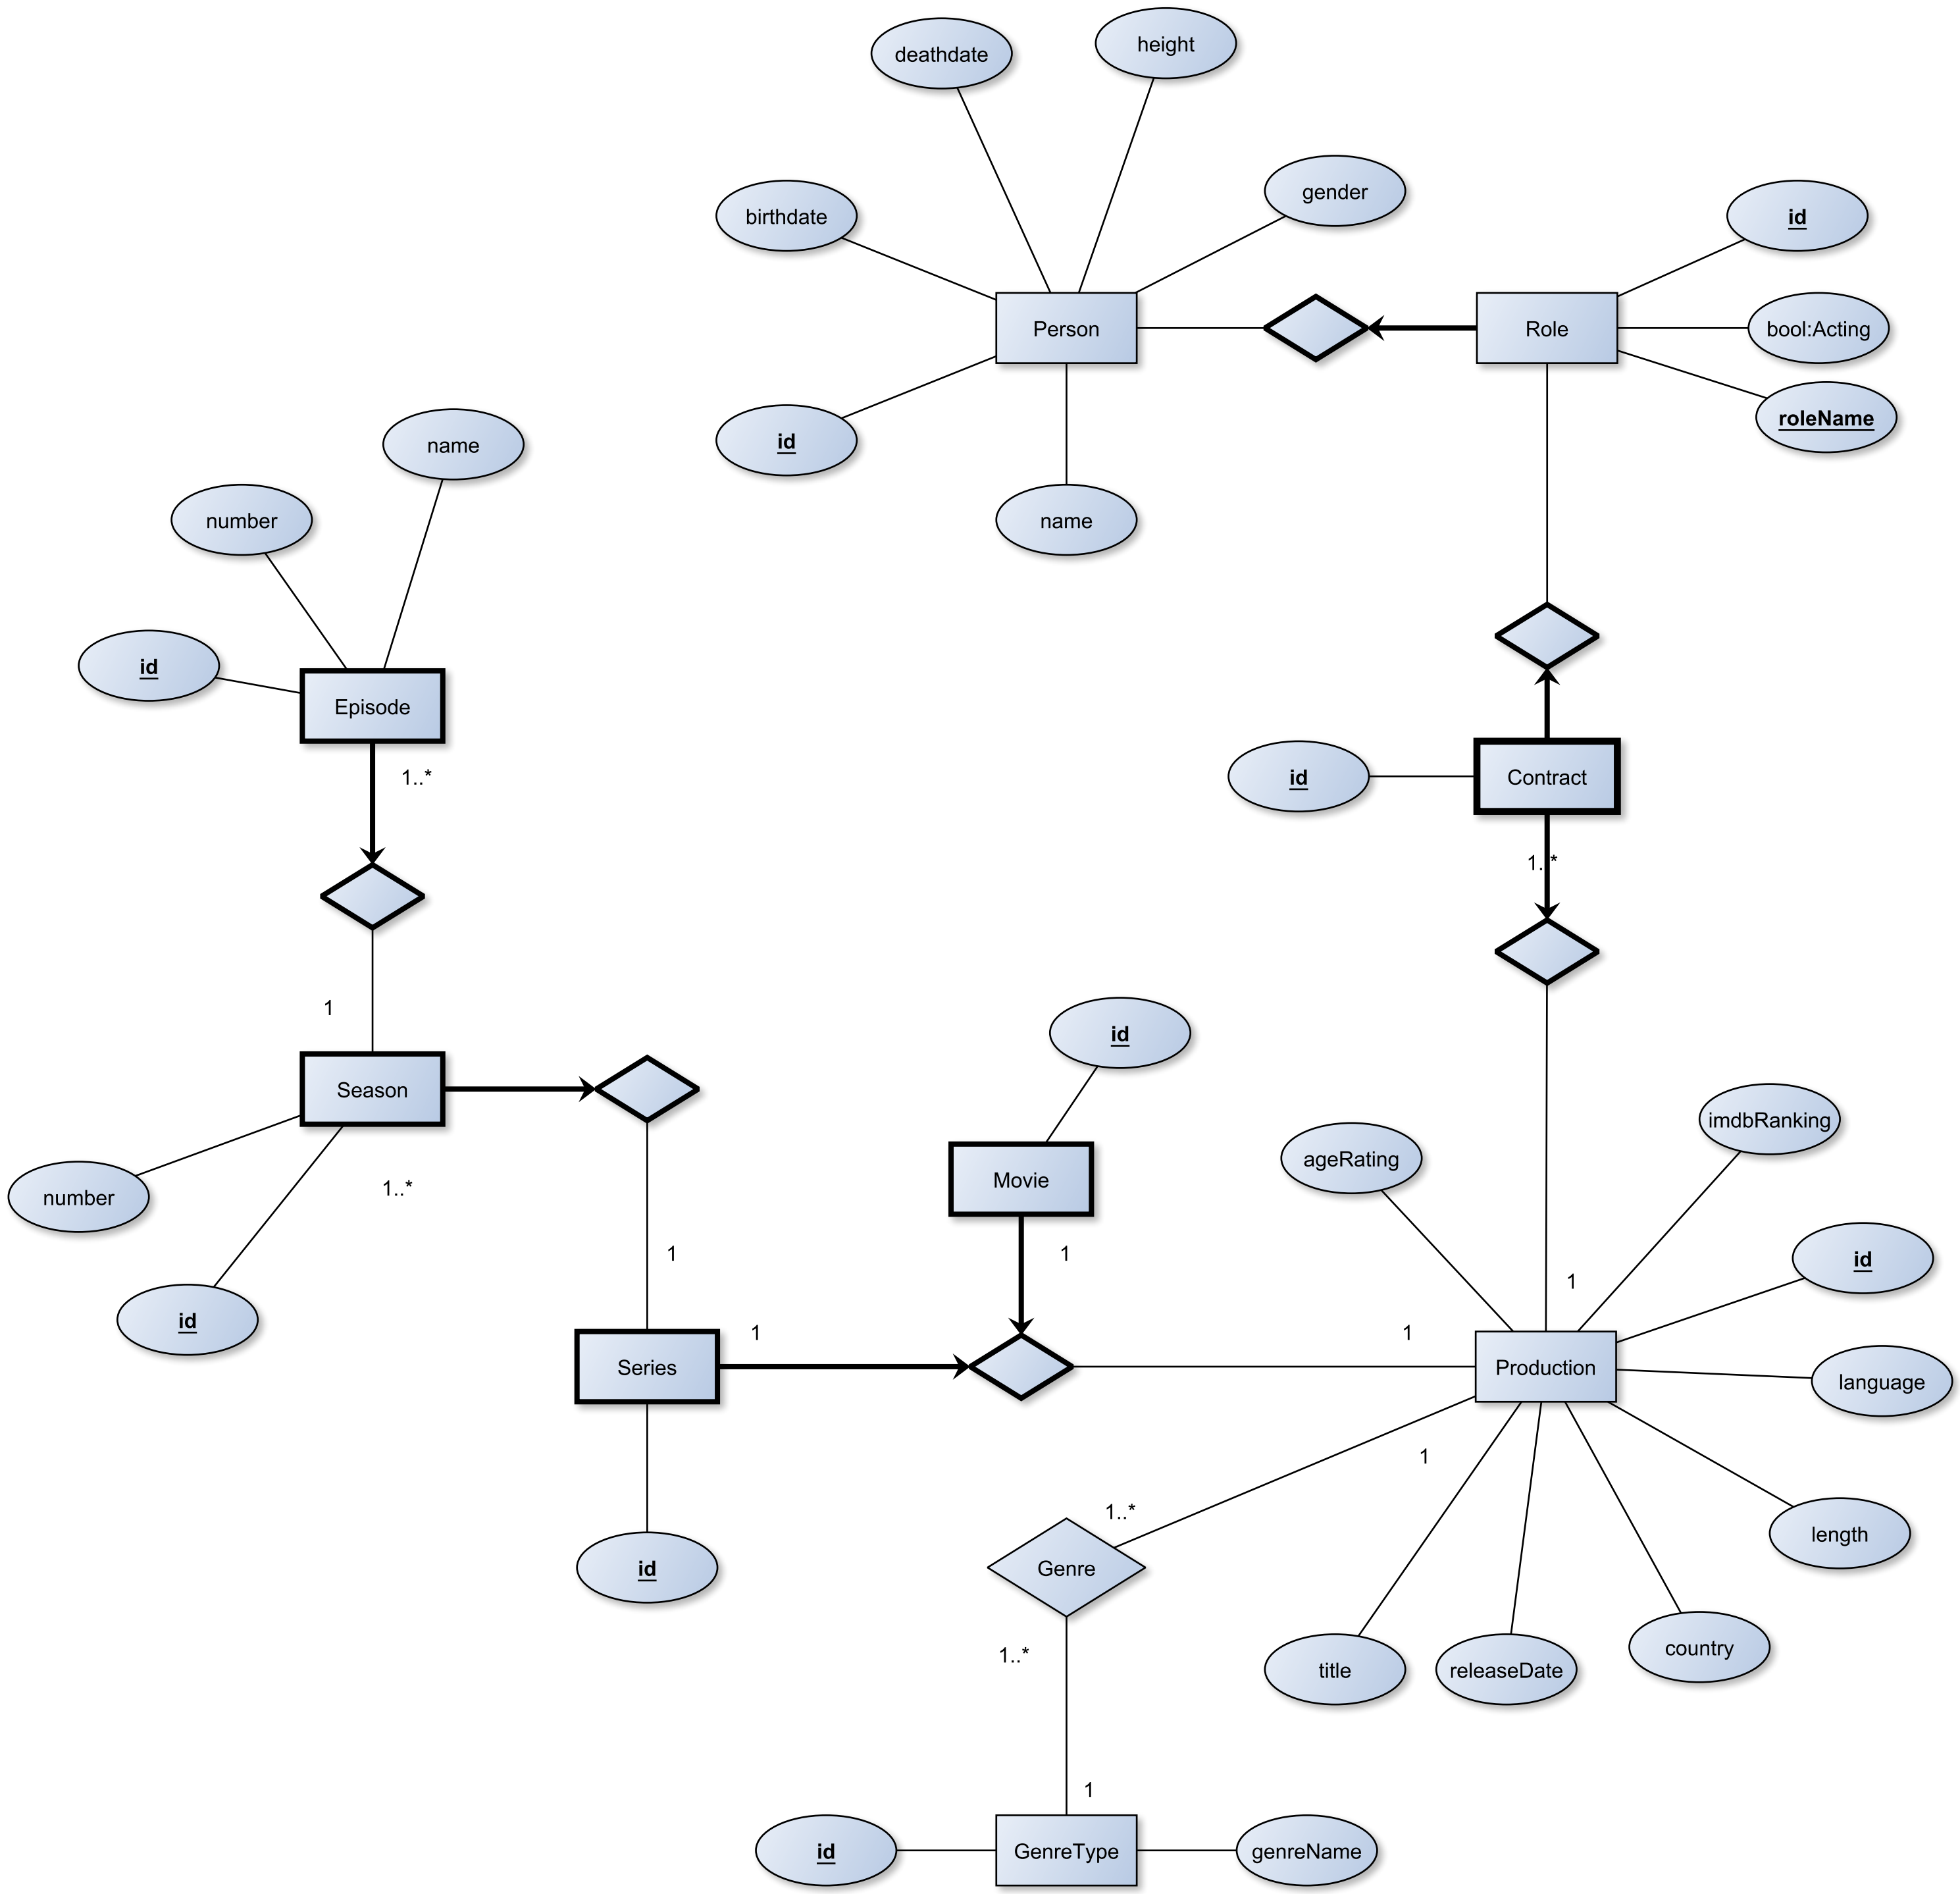 height
deathdate
gender
birthdate
id
Person
Role
bool:Acting
roleName
id
name
name
number
id
Episode
1..*
Contract
id
1..*
1
id
Season
number
1..*
id
Movie
imdbRanking
ageRating
1
1
id
1
1
1
Series
Production
language
1
1..*
length
Genre
id
1..*
title
releaseDate
country
1
id
GenreType
genreName